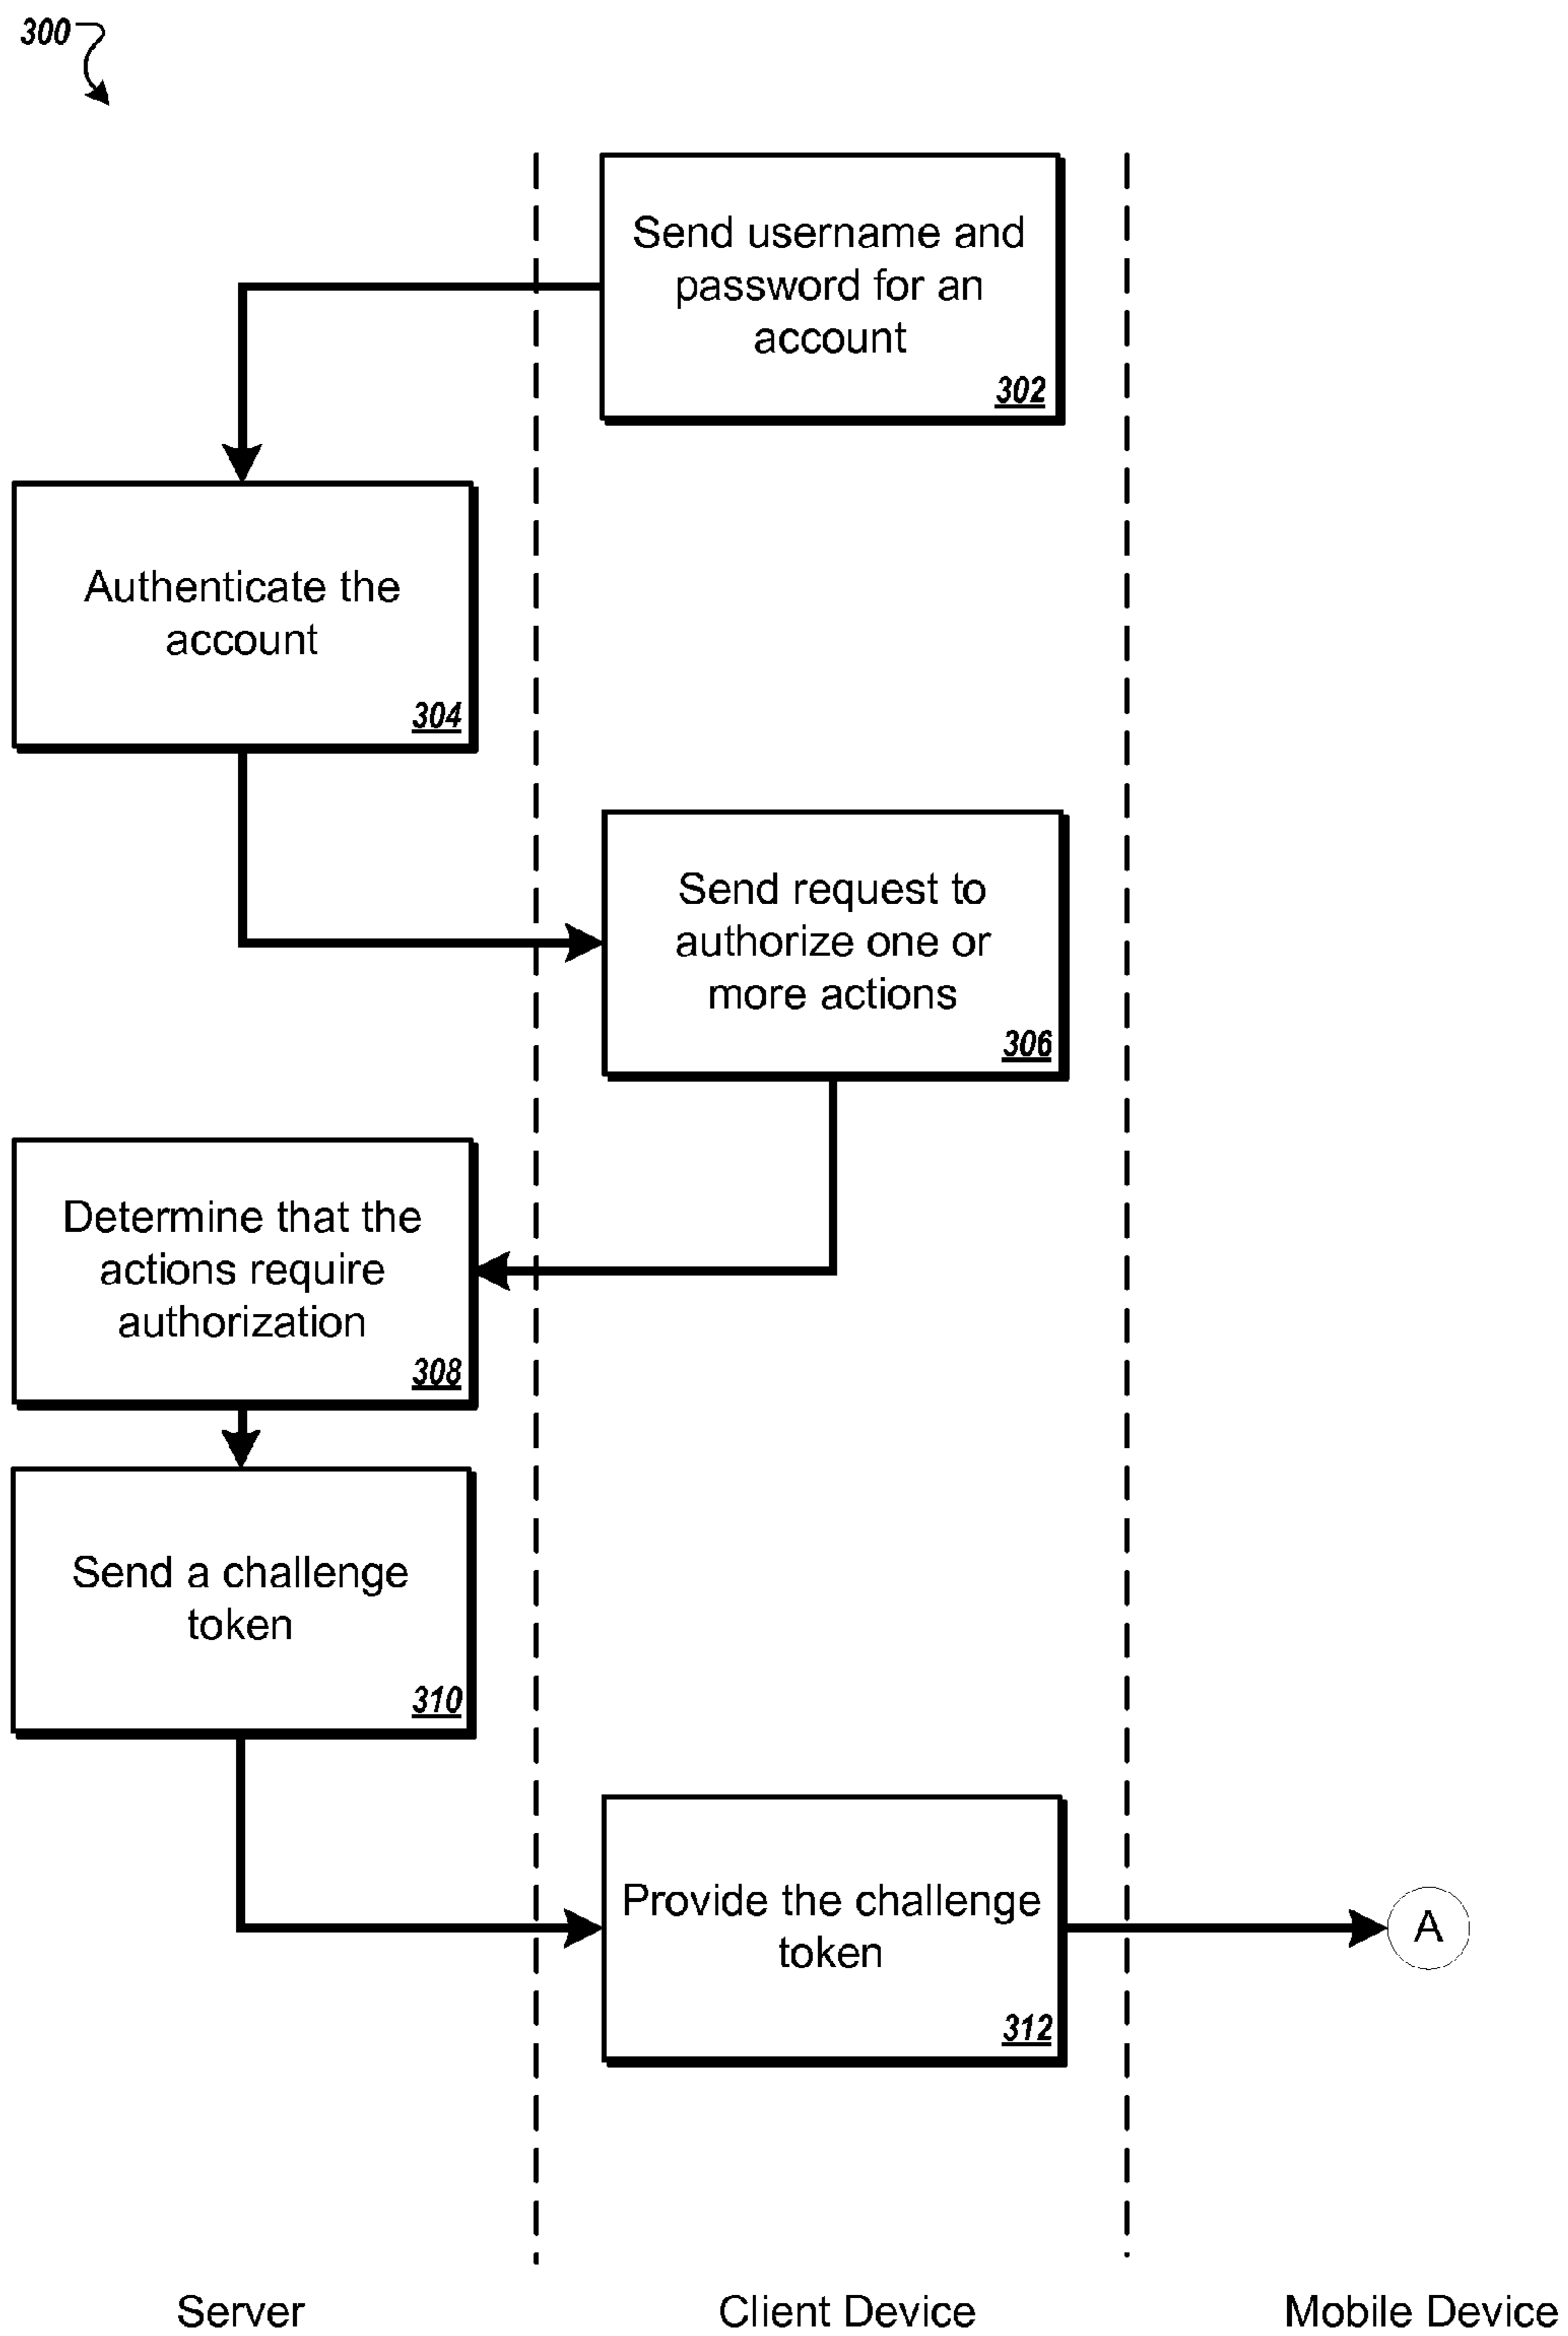 300
Send username and
password for an
account
302
Authenticate the
account
304
Send request to
authorize one or
more actions
306
Determine that the
actions require
authorization
308
Send a challenge
token
310
Provide the challenge
token
312
A
Server
Client Device
Mobile Device